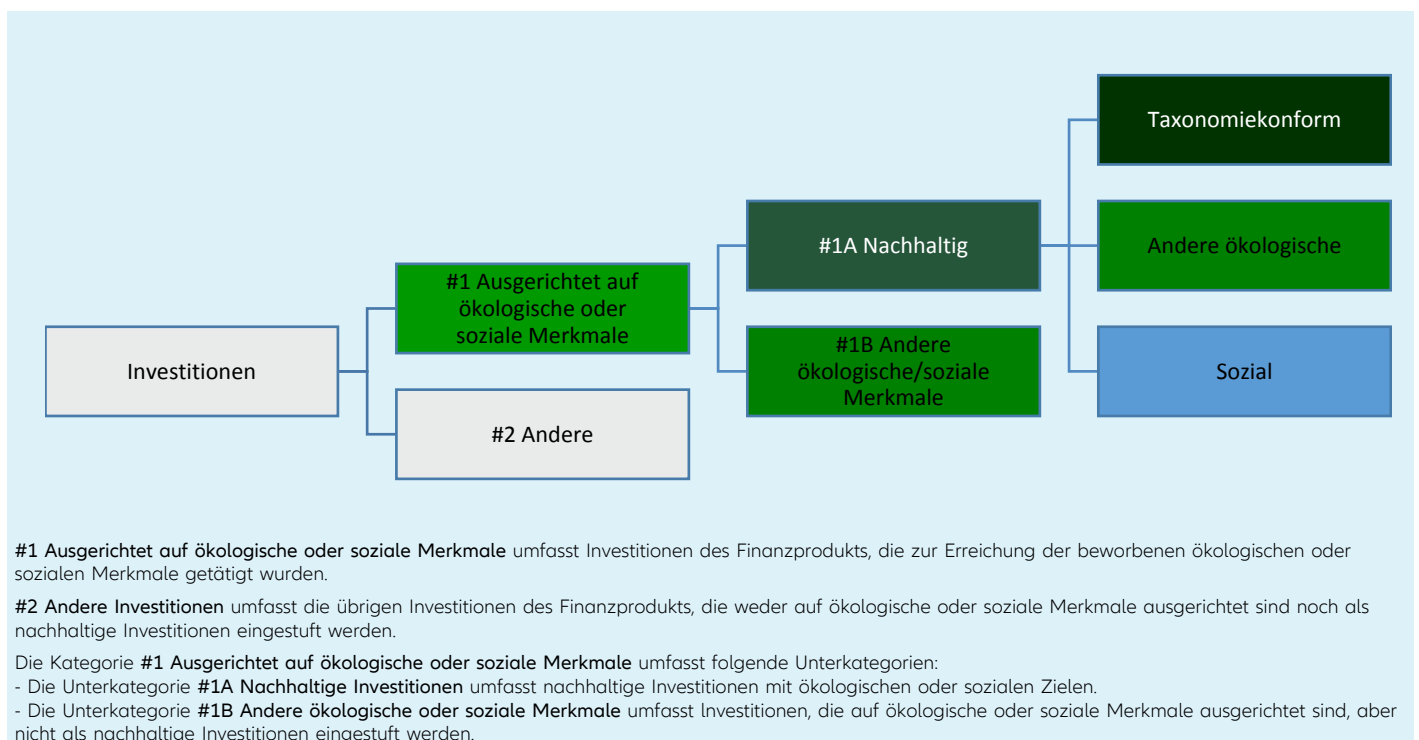 Taxonomiekonform
#1A Nachhaltig
Andere ökologische
#1 Ausgerichtet auf
ökologische oder
soziale Merkmale
Investitionen
#1B Andere
ökologische/soziale
Merkmale
Sozial
#2 Andere
#1 Ausgerichtet auf ökologische oder soziale Merkmale umfasst Investitionen des Finanzprodukts, die zur Erreichung der beworbenen ökologischen oder
sozialen Merkmale getätigt wurden.
#2 Andere Investitionen umfasst die übrigen Investitionen des Finanzprodukts, die weder auf ökologische oder soziale Merkmale ausgerichtet sind noch als
nachhaltige Investitionen eingestuft werden.
Die Kategorie #1 Ausgerichtet auf ökologische oder soziale Merkmale umfasst folgende Unterkategorien:
- Die Unterkategorie #1A Nachhaltige Investitionen umfasst nachhaltige Investitionen mit ökologischen oder sozialen Zielen.
- Die Unterkategorie #1B Andere ökologische oder soziale Merkmale umfasst lnvestitionen, die auf ökologische oder soziale Merkmale ausgerichtet sind, aber
nicht als nachhaltige Investitionen eingestuft werden.